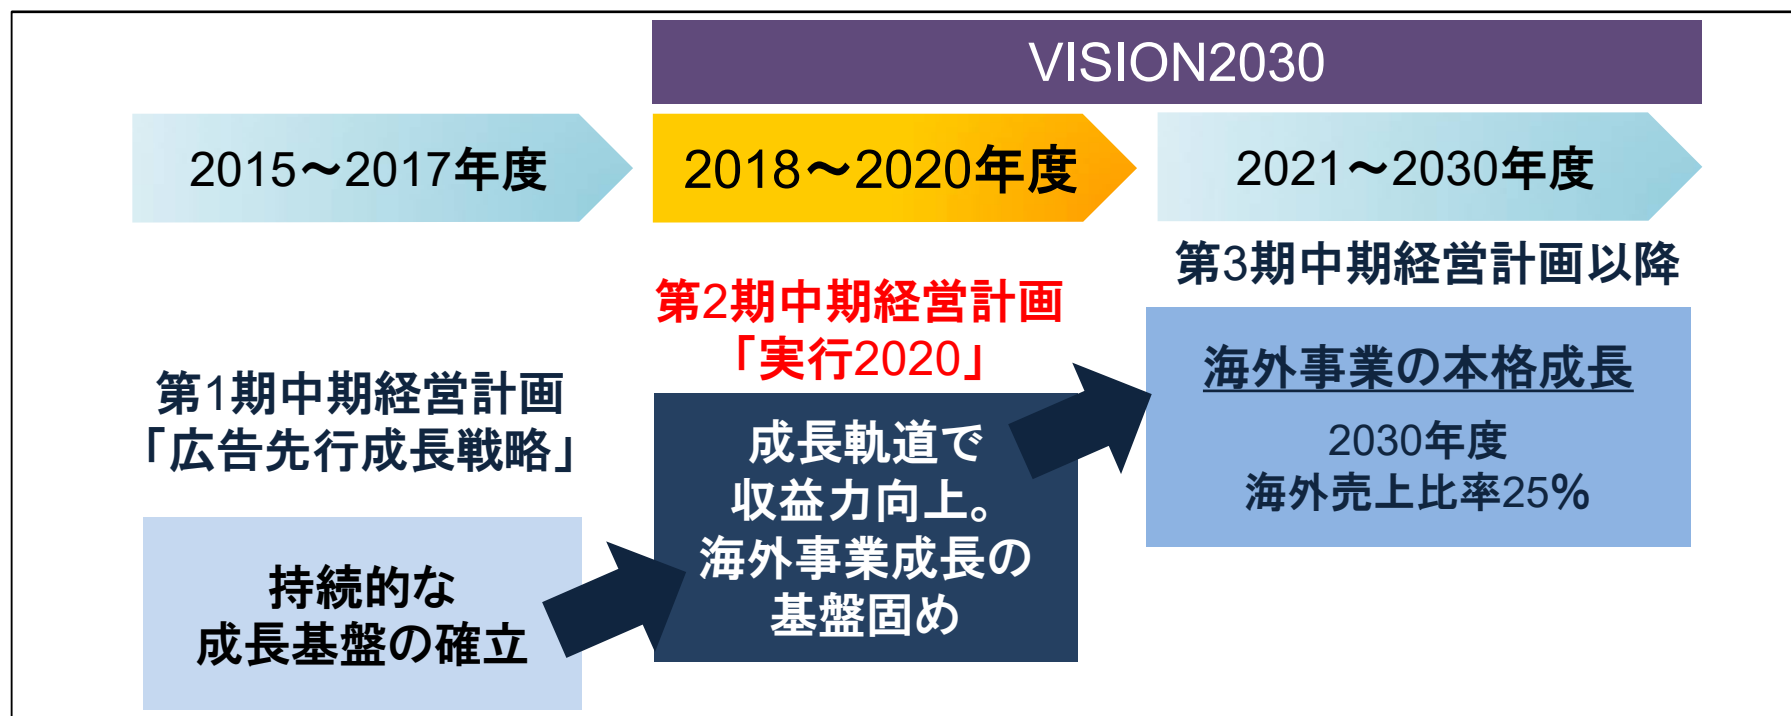 VISION2030
2015～2017年度
2018～2020年度
2021～2030年度
第1期中期経営計画
「広告先行成長戦略」
持続的な
成長基盤の確立
第2期中期経営計画
「実行2020」
成長軌道で
収益力向上。
海外事業成長の
基盤固め
第3期中期経営計画以降
海外事業の本格成長
2030年度
海外売上比率25%